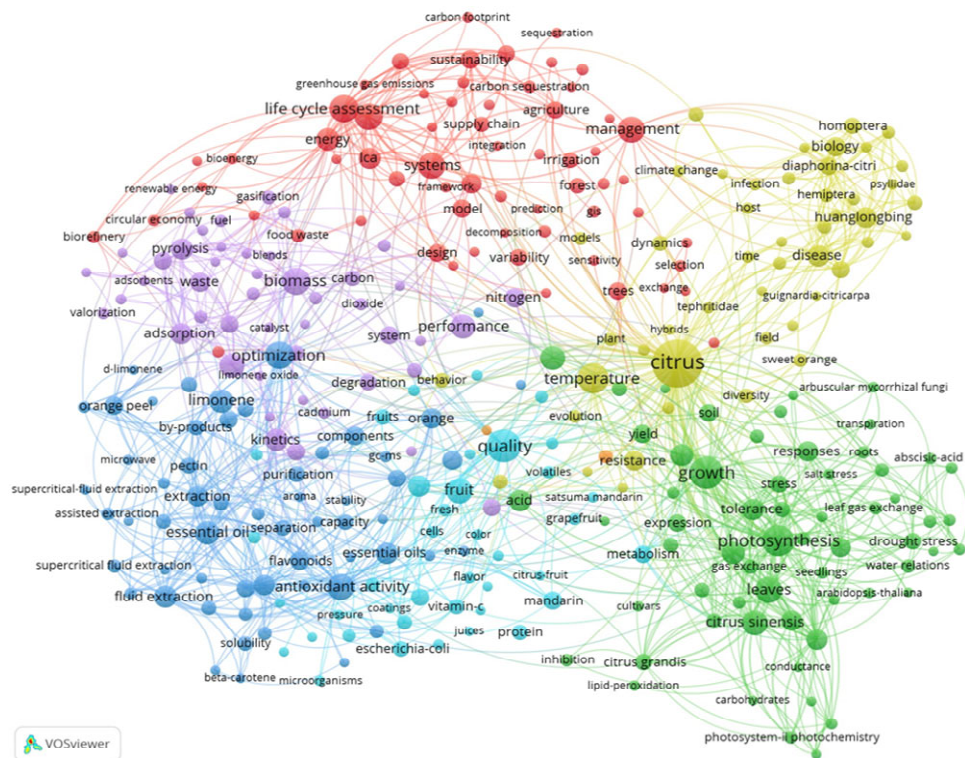 carbon footprint
sequestration
sustainability
greenhouse gas emissions
carbon sequestration
life cycle assessment
agriculture
supply chain
management
homoptera
energy
integration
biology
bioenergy
lca
systems
irrigation
climate change
diaphorina-citri
renewable energy
gasification
framework
forest
infection
hemiptera
psyllidae
circular economy
fuel
model
prediction
gis
host
huanglongbing
biorefinery
food waste
decomposition
models
dynamics
pyrolysis
blends
design
variability
sensitivity
selection
time
disease
adsorbents
waste
biomass
carbon
trees
exchange
guignardia-citricarpa
valorization
dioxide
nitrogen
tephritidae
adsorption
catalyst
system
performance
plant
hybrids
field
optimization
citrus
sweet orange
d-limonene
limonene oxide
degradation
behavior
temperature
arbuscular mycorrhizal fungi
limonene
diversity
orange peel
cadmium
fruits
orange
evolution
soil
transpiration
by-products
kinetics
components
quality
yield
responses
roots
abscisic-acid
microwave
pectin
purification
gc-ms
volatiles
resistance
growth
salt stress
supercritical-fluid extraction
extraction
aroma
stability
fruit
stress
assisted extraction
fresh
acid
satsuma mandarin
tolerance
leaf gas exchange
essential oil
separation
capacity
cells
color
grapefruit
expression
photosynthesis
drought stress
supercritical fluid extraction
flavonoids
essential oils
enzyme
metabolism
gas exchange
seedlings
water relations
fluid extraction
antioxidant activity
flavor
citrus-fruit
leaves
arabidopsis-thaliana
pressure
coatings
vitamin-c
mandarin
cultivars
citrus sinensis
solubility
escherichia-coli
juices
protein
inhibition
citrus grandis
conductance
beta-carotene
microorganisms
lipid-peroxidation
carbohydrates
photosystem-ii photochemistry
VOSviewer